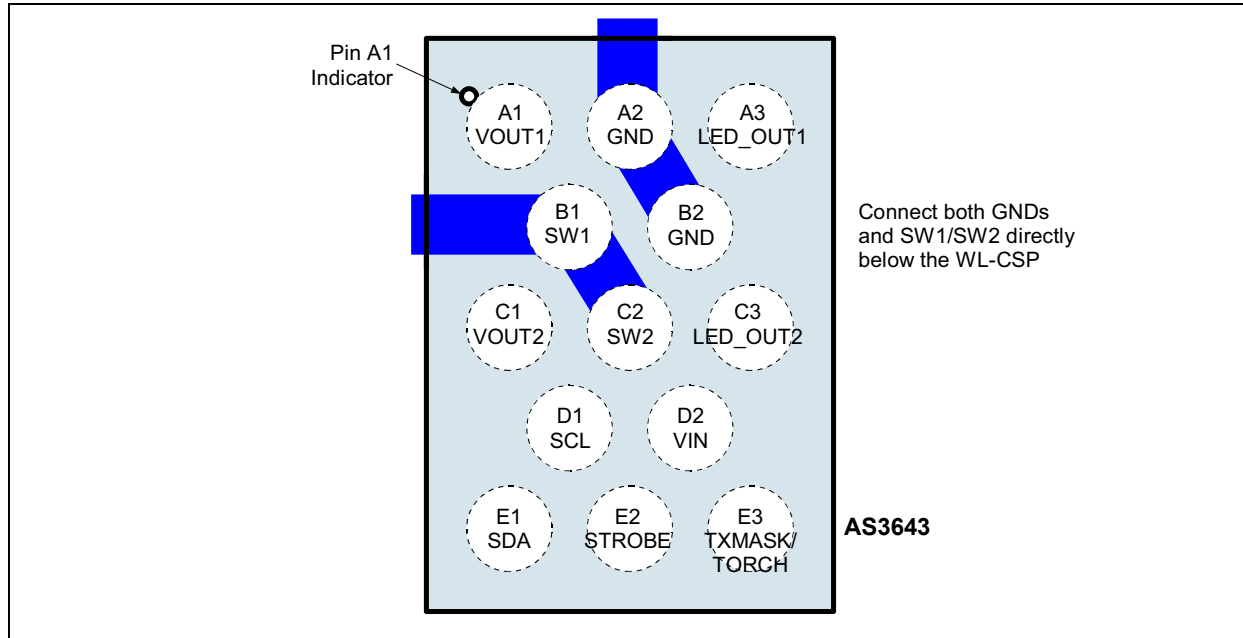 Pin A1
Indicator
A1
VOUT1
A2
GND
A3
LED_OUT1
B1
SW1
B2
GND
Connect both GNDs
and SW1/SW2 directly
below the WL-CSP
C1
VOUT2
C2
SW2
C3
LED_OUT2
D1
SCL
D2
VIN
E1
SDA
E2
STROBE
E3
TXMASK/
TORCH
AS3643